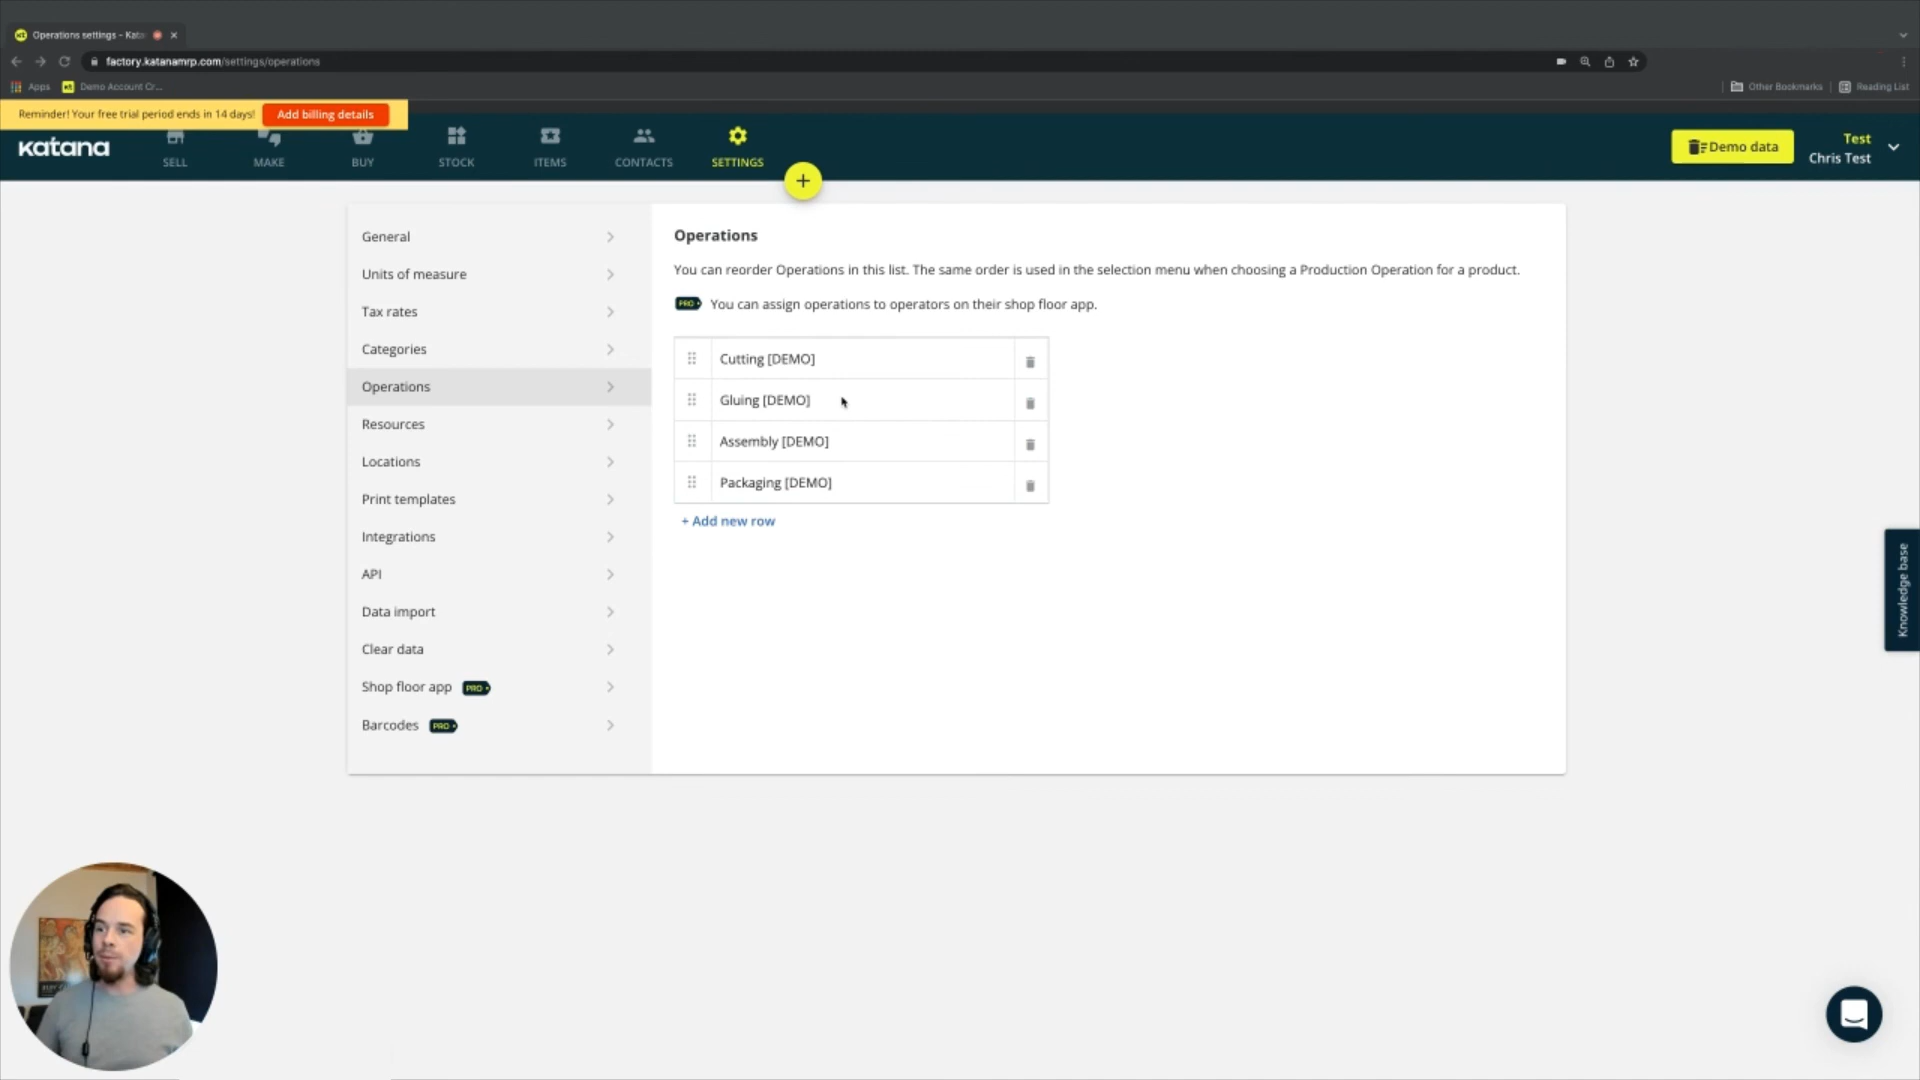 Operations settings - Kata
factory.katanamrp.com/settings/operations
Apps
Demo Account Cr...
Other Bookmarks
Reading List
Reminder! Your free trial period ends in 14 days!
Add billing details
katana
SELL
MAKE
BUY
STOCK
ITEMS
CONTACTS
SETTINGS
+
Demo data
Test
Chris Test
General
Units of measure
Tax rates
Categories
Operations
Resources
Locations
Print templates
Integrations
API
Data import
Clear data
Shop floor app PRO
Barcodes PRO
Operations
You can reorder Operations in this list. The same order is used in the selection menu when choosing a Production Operation for a product.
PRO You can assign operations to operators on their shop floor app.
Cutting [DEMO]
Gluing [DEMO]
Assembly [DEMO]
Packaging [DEMO]
+ Add new row
Knowledge base